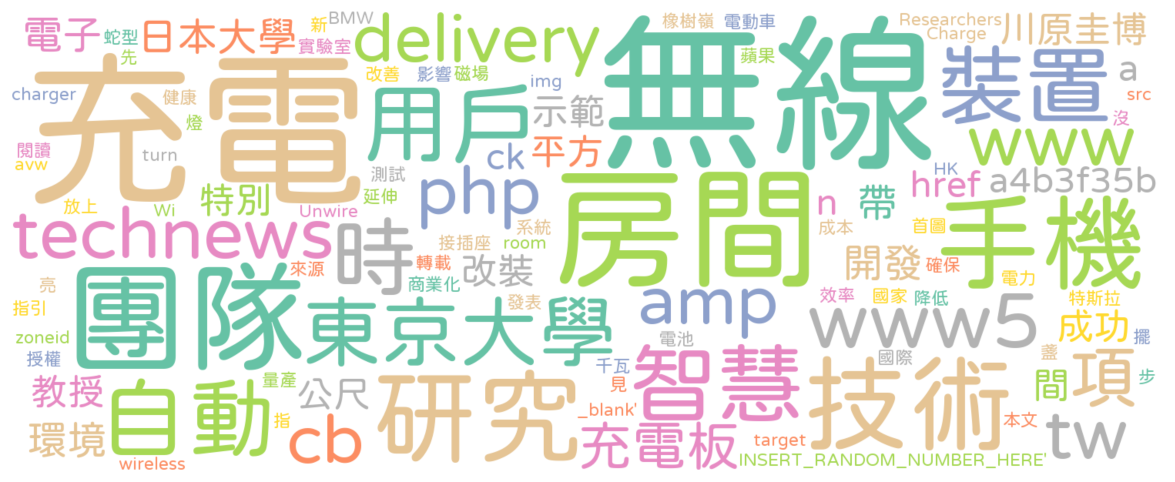 電子
蛇型
先
日本大學
新
BMW
實驗室
delivery
橡樹嶺
電動車
Researchers
Charge
川原圭博
充電
改善
影響
磁場
img
無線
蘋果
裝置
a
src
charger
健康
燈
用戶
示範
平方
www
沒
閱讀
avw
turn
ck
測試
延伸
HK
href
a4b3f35b
放上
Wi
特別
Unwire
php
房間
n
帶
首圖
手機
technews
時
系統
接插座
room
成本
來源
轉載
改裝
商業化
開發
確保
電力
亮
指引
團隊
東京大學
發表
amp
效率
國家
降低
特斯拉
zoneid
授權
電池
www5
成功
擺
千瓦
國際
盞
教授
自動
量產
公尺
研究
見
智慧
技術
間
項
步
環境
指
cb
_blank'
充電板
target
本文
tw
wireless
INSERT_RANDOM_NUMBER_HERE'